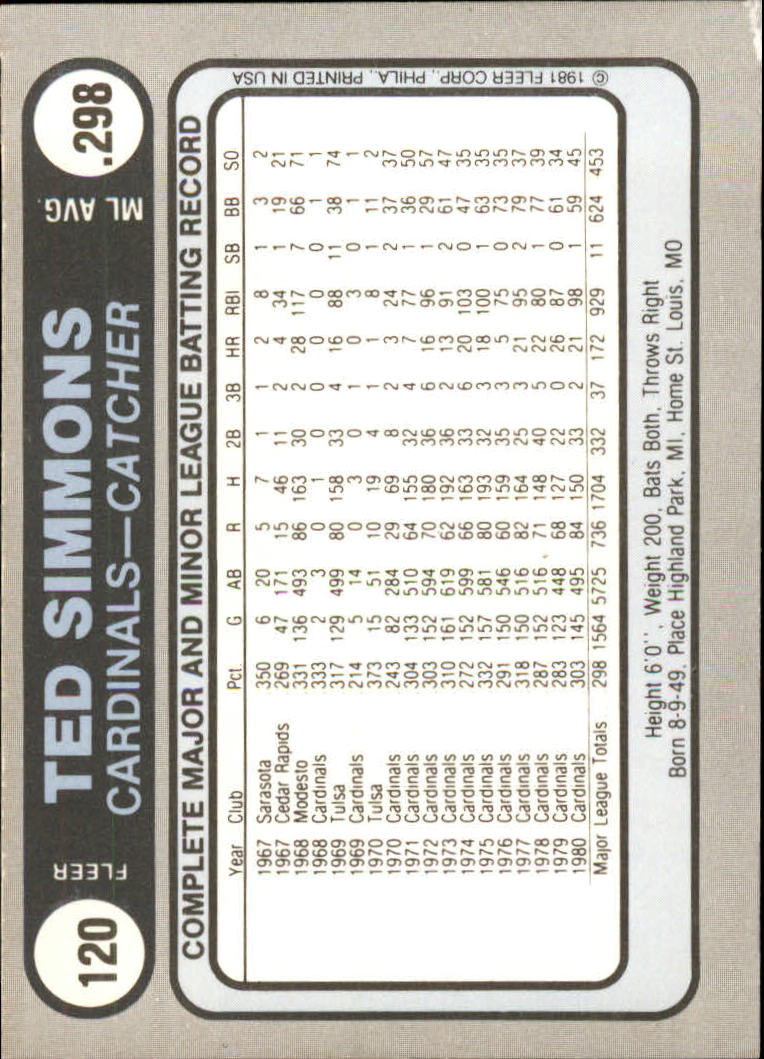 120
FLEER
TED SIMMONS
CARDINALS—CATCHER
ML AVG.
.298
COMPLETE MAJOR AND MINOR LEAGUE BATTING RECORD
Year Club Pct. G AB R H 2B 3B HR RBI SB BB SO
1967 Sarasota 350 6 20 5 7 1 1 2 8 1 3 2
1967 Cedar Rapids 269 47 171 15 46 11 2 4 34 1 19 21
1968 Modesto 331 136 493 86 163 30 2 28 117 7 66 71
1968 Cardinals 333 2 3 0 1 0 0 0 0 0 1 1
1969 Tulsa 317 129 499 80 158 33 4 16 88 11 38 74
1969 Cardinals 214 5 14 0 3 0 1 0 3 0 1 1
1970 Tulsa 373 15 51 10 19 4 1 1 8 1 11 2
1970 Cardinals 243 82 284 29 69 8 2 3 24 2 37 37
1971 Cardinals 304 133 510 64 155 32 4 7 77 1 36 50
1972 Cardinals 303 152 594 70 180 36 6 16 96 1 29 57
1973 Cardinals 310 161 619 62 192 36 2 13 91 2 61 47
1974 Cardinals 272 152 599 66 163 33 6 20 103 0 47 35
1975 Cardinals 332 157 581 80 193 32 3 18 100 1 63 35
1976 Cardinals 291 150 546 60 159 35 3 5 75 0 73 35
1977 Cardinals 318 150 516 82 164 25 3 21 95 2 79 37
1978 Cardinals 287 152 516 71 148 40 5 22 80 1 77 39
1979 Cardinals 283 123 448 68 127 22 0 26 87 0 61 34
1980 Cardinals 303 145 495 84 150 33 2 21 98 1 59 45
Major League Totals 298 1564 5725 736 1704 332 37 172 929 11 624 453
© 1981 FLEER CORP., PHILA., PRINTED IN USA
Height 6'0'', Weight 200, Bats Both, Throws Right
Born 8-9-49, Place Highland Park, MI, Home St. Louis, MO